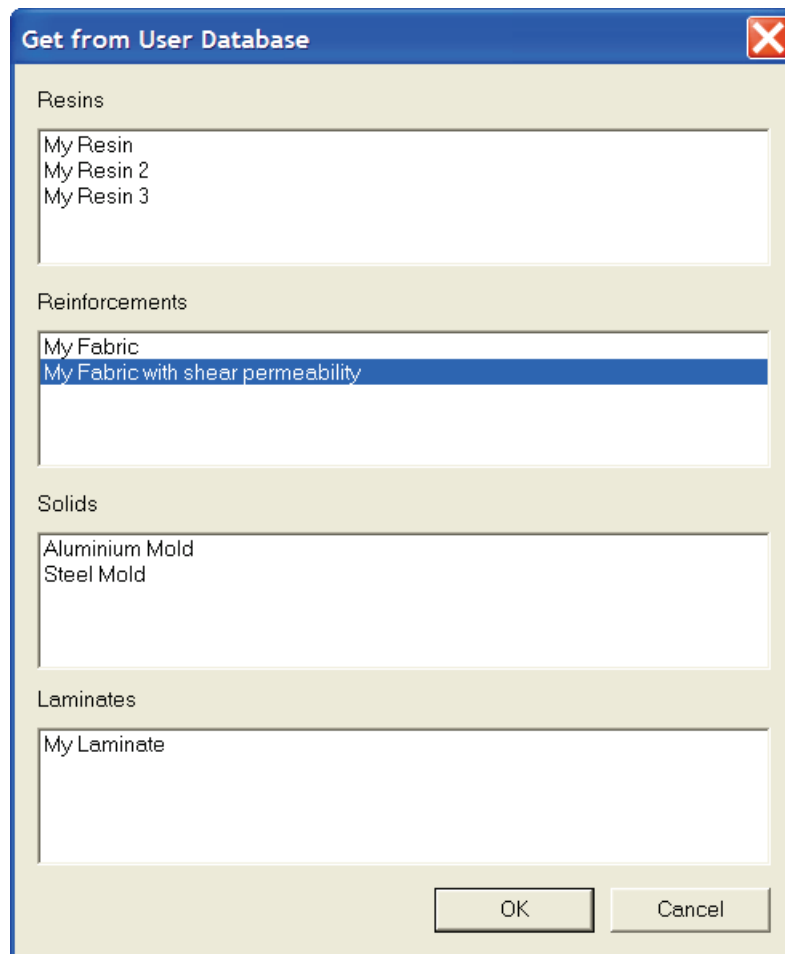 Get from User Database
Resins
My Resin
My Resin 2
My Resin 3
Reinforcements
My Fabric
My Fabric with shear permeability
Solids
Aluminium Mold
Steel Mold
Laminates
My Laminate
OK
Cancel